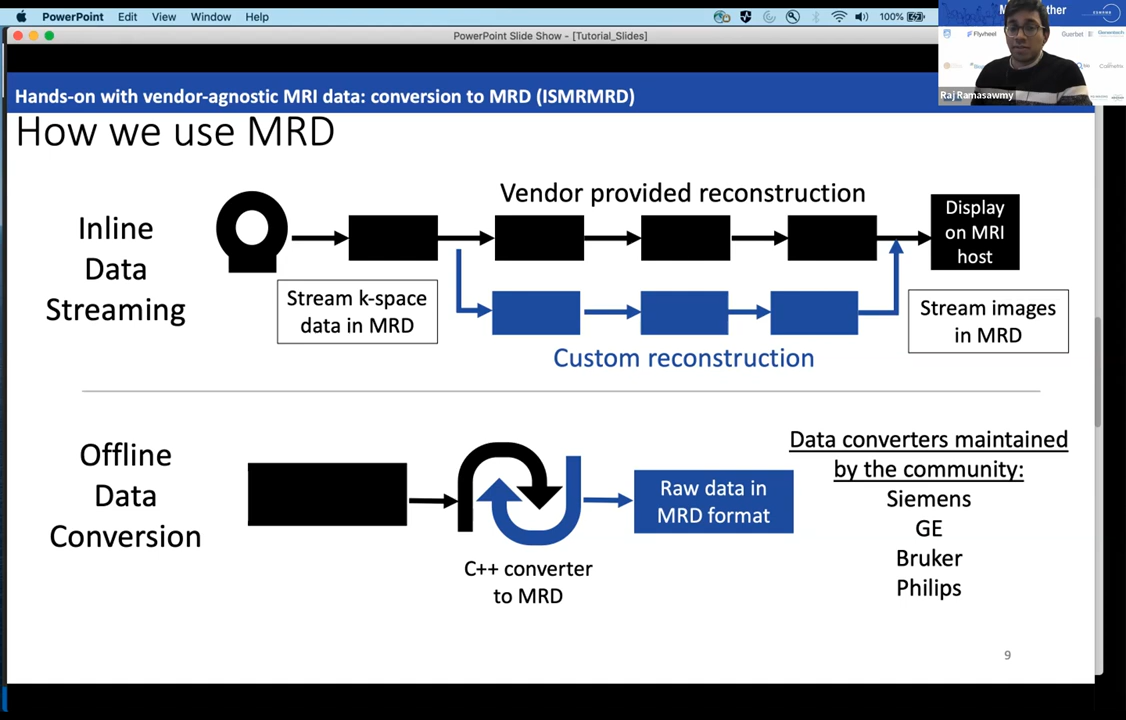 PowerPoint Edit View Window Help
100%
PowerPoint Slide Show - [Tutorial_Slides]
Flywheel
Guerbet
Genentech
Raj Ramasawmy
Hands-on with vendor-agnostic MRI data: conversion to MRD (ISMRMRD)
How we use MRD
Inline
Data
Streaming
Vendor provided reconstruction
Display
on MRI
host
Stream k-space
data in MRD
Stream images
in MRD
Custom reconstruction
Offline
Data
Conversion
C++ converter
to MRD
Raw data in
MRD format
Data converters maintained
by the community:
Siemens
GE
Bruker
Philips
9